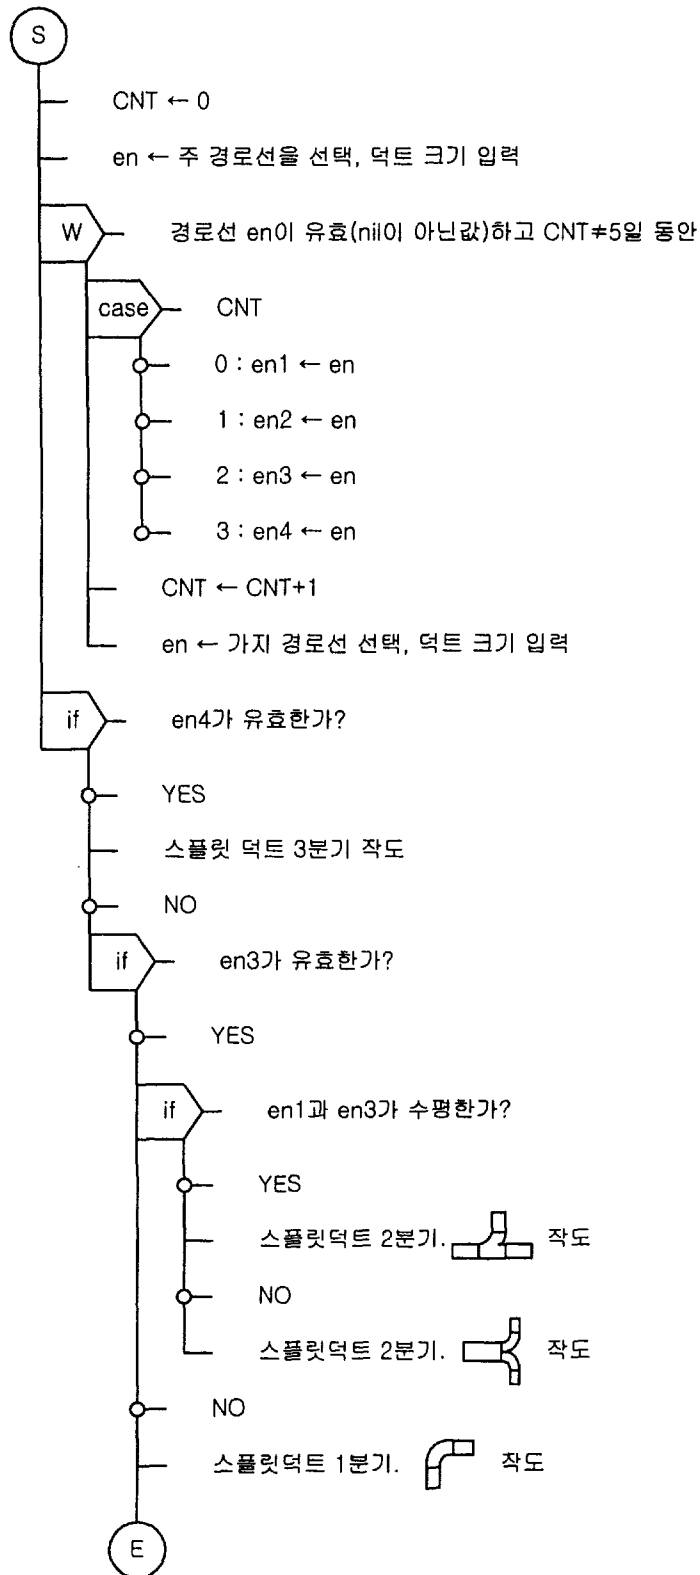 S
CNT ← 0
en ← 주 경로선을 선택, 덕트 크기 입력
W 경로선 en이 유효(nil이 아닌값)하고 CNT≠5일 동안
case CNT
0 : en1 ← en
1 : en2 ← en
2 : en3 ← en
3 : en4 ← en
CNT ← CNT+1
en ← 가지 경로선 선택, 덕트 크기 입력
if en4가 유효한가?
YES
스플릿 덕트 3분기 작도
NO
if en3가 유효한가?
YES
if en1과 en3가 수평한가?
YES
스플릿덕트 2분기. 작도
NO
스플릿덕트 2분기. 작도
NO
스플릿덕트 1분기. 작도
E